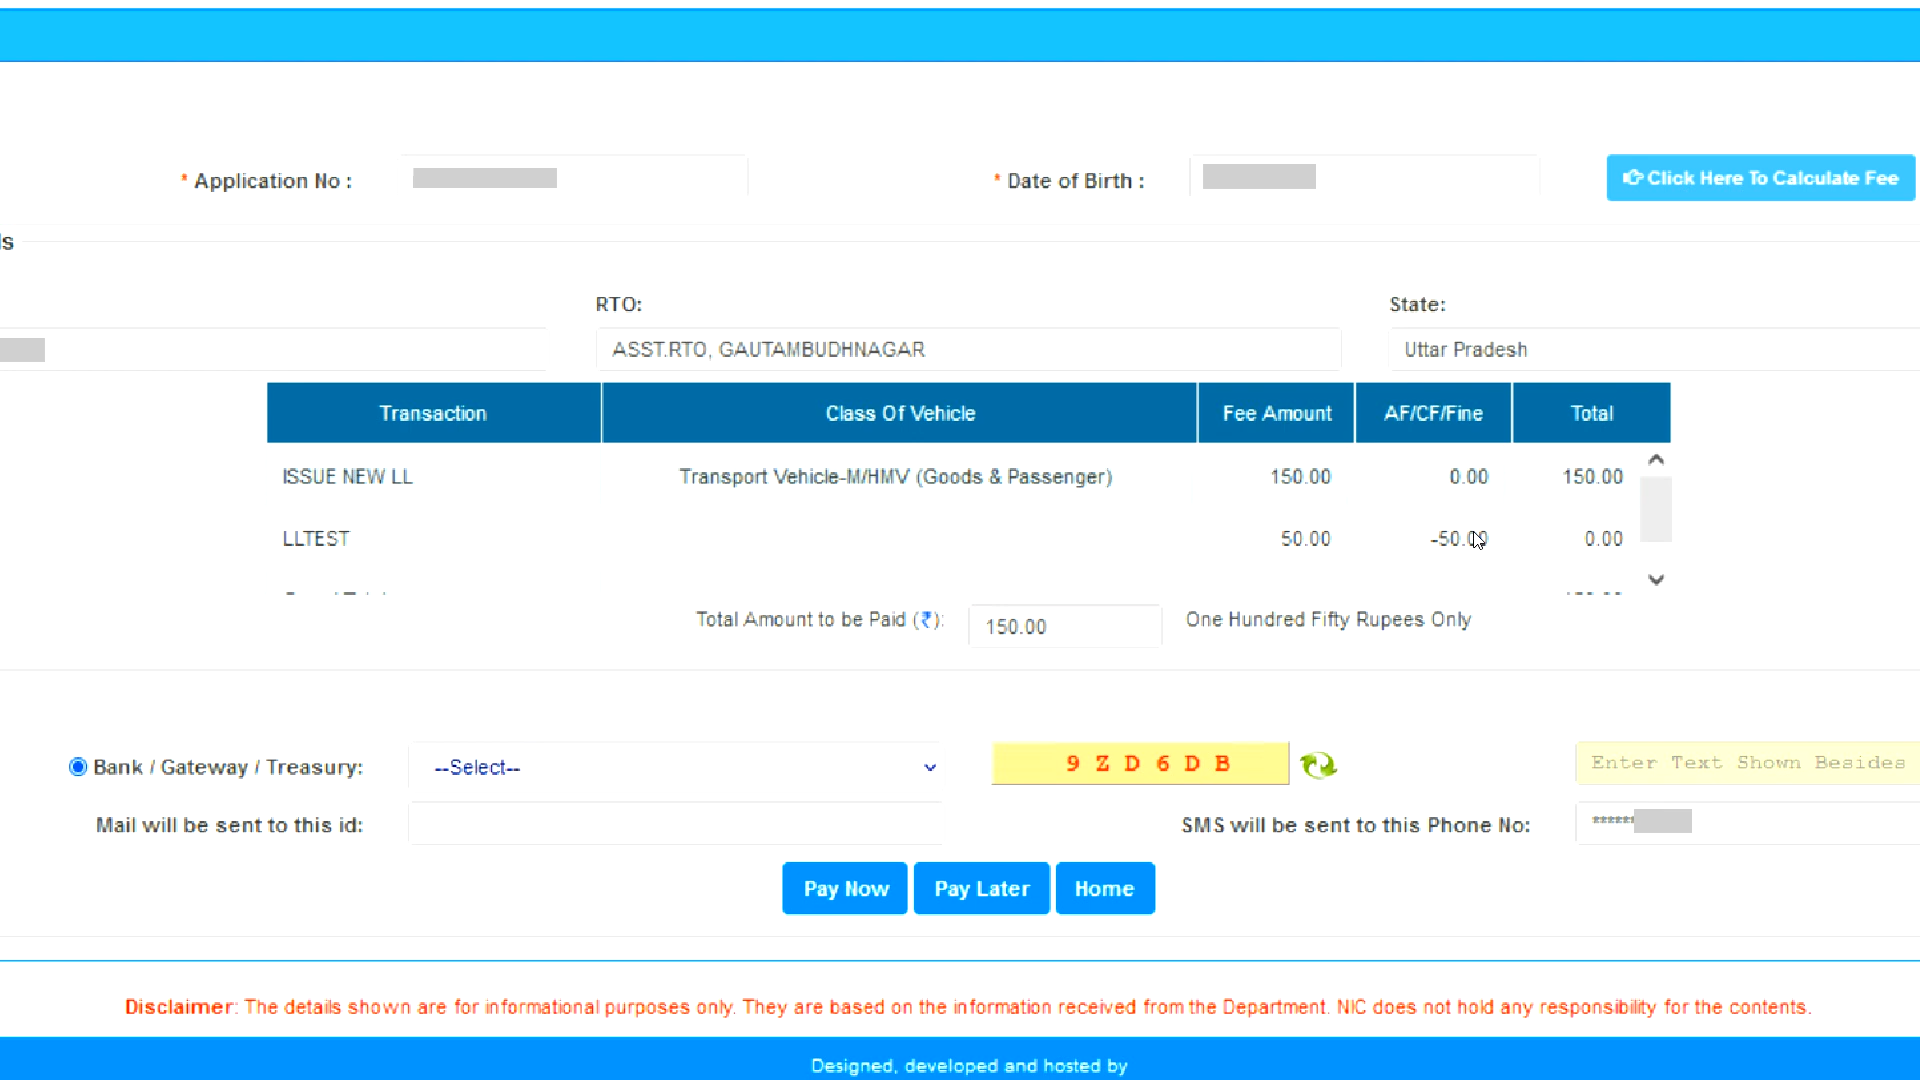 * Application No :
* Date of Birth :
Click Here To Calculate Fee
ls
RTO:
State:
ASST.RTO, GAUTAMBUDHNAGAR
Uttar Pradesh
Transaction Class Of Vehicle Fee Amount AF/CF/Fine Total
ISSUE NEW LL Transport Vehicle-M/HMV (Goods & Passenger) 150.00 0.00 150.00
LLTEST 50.00 -50.00 0.00
Total Amount to be Paid (₹): 150.00 One Hundred Fifty Rupees Only
Bank / Gateway / Treasury: --Select-- 9 Z D 6 D B Enter Text Shown Besides
Mail will be sent to this id: SMS will be sent to this Phone No: ******
Pay Now Pay Later Home
Disclaimer: The details shown are for informational purposes only. They are based on the information received from the Department. NIC does not hold any responsibility for the contents.
Designed, developed and hosted by